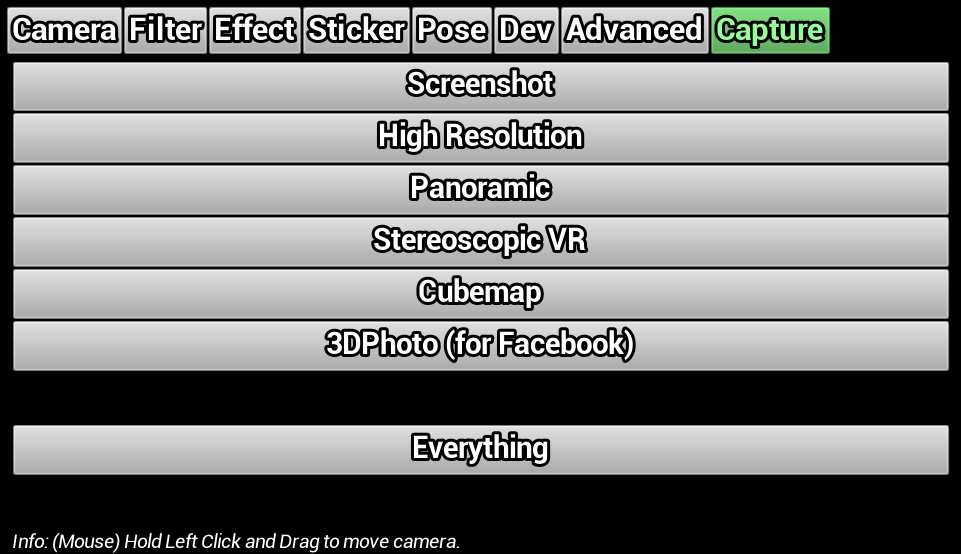 Camera Filter Effect Sticker Pose Dev Advanced Capture
Screenshot
High Resolution
Panoramic
Stereoscopic VR
Cubemap
3DPhoto (for Facebook)
Everything
Info: (Mouse) Hold Left Click and Drag to move camera.